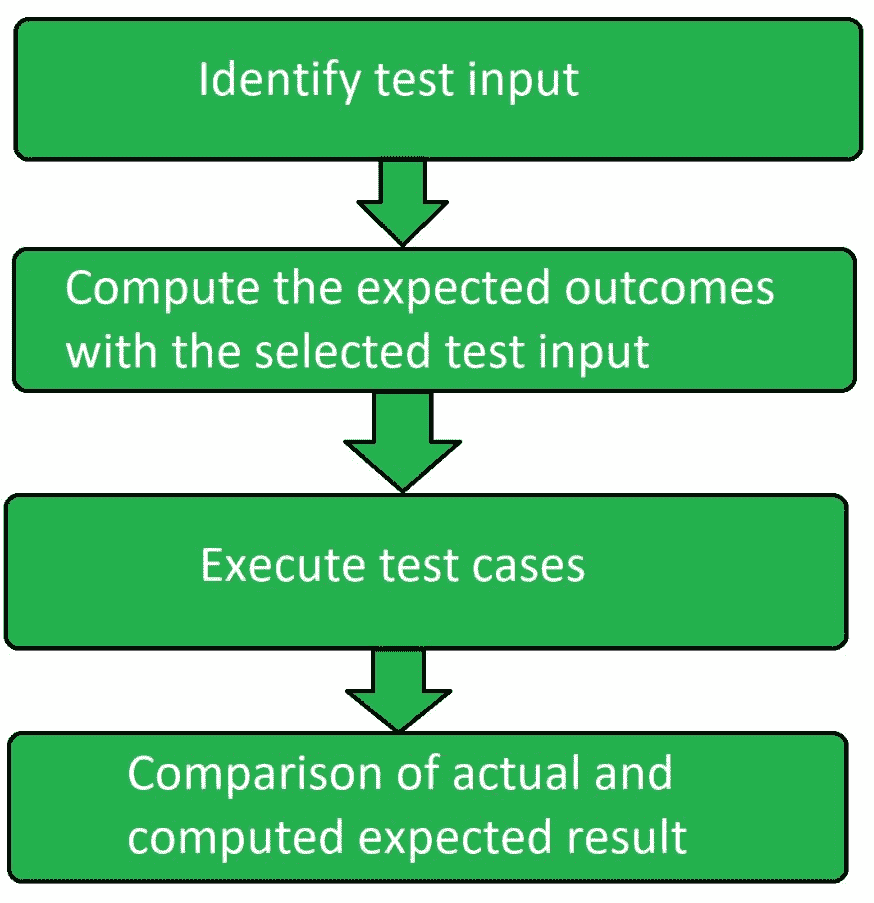 Identify test input
Compute the expected outcomes
with the selected test input
Execute test cases
Comparison of actual and
computed expected result